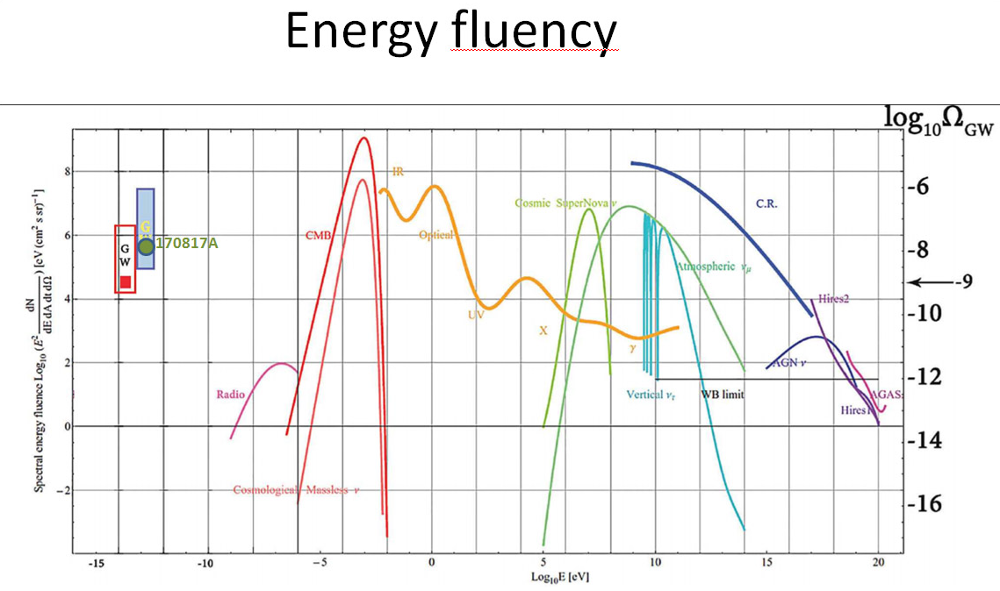 Energy fluency
log₁₀Ω_GW
Spectral energy fluence Log₁₀ (E² dN/dE dA dt dΩ) [eV (cm² s sr)⁻¹]
8
6
4
2
0
−2
-6
-8
-9
-10
-12
-14
-16
GW
G
170817A
Radio
CMB
Cosmological Massless ν
IR
Optical
UV
X
γ
Cosmic SuperNova ν
Atmospheric νμ
Vertical ντ
WB limit
C.R.
Hires2
AGN ν
AGAS
Hires1
-15
-10
−5
0
5
10
15
20
Log₁₀E [eV]